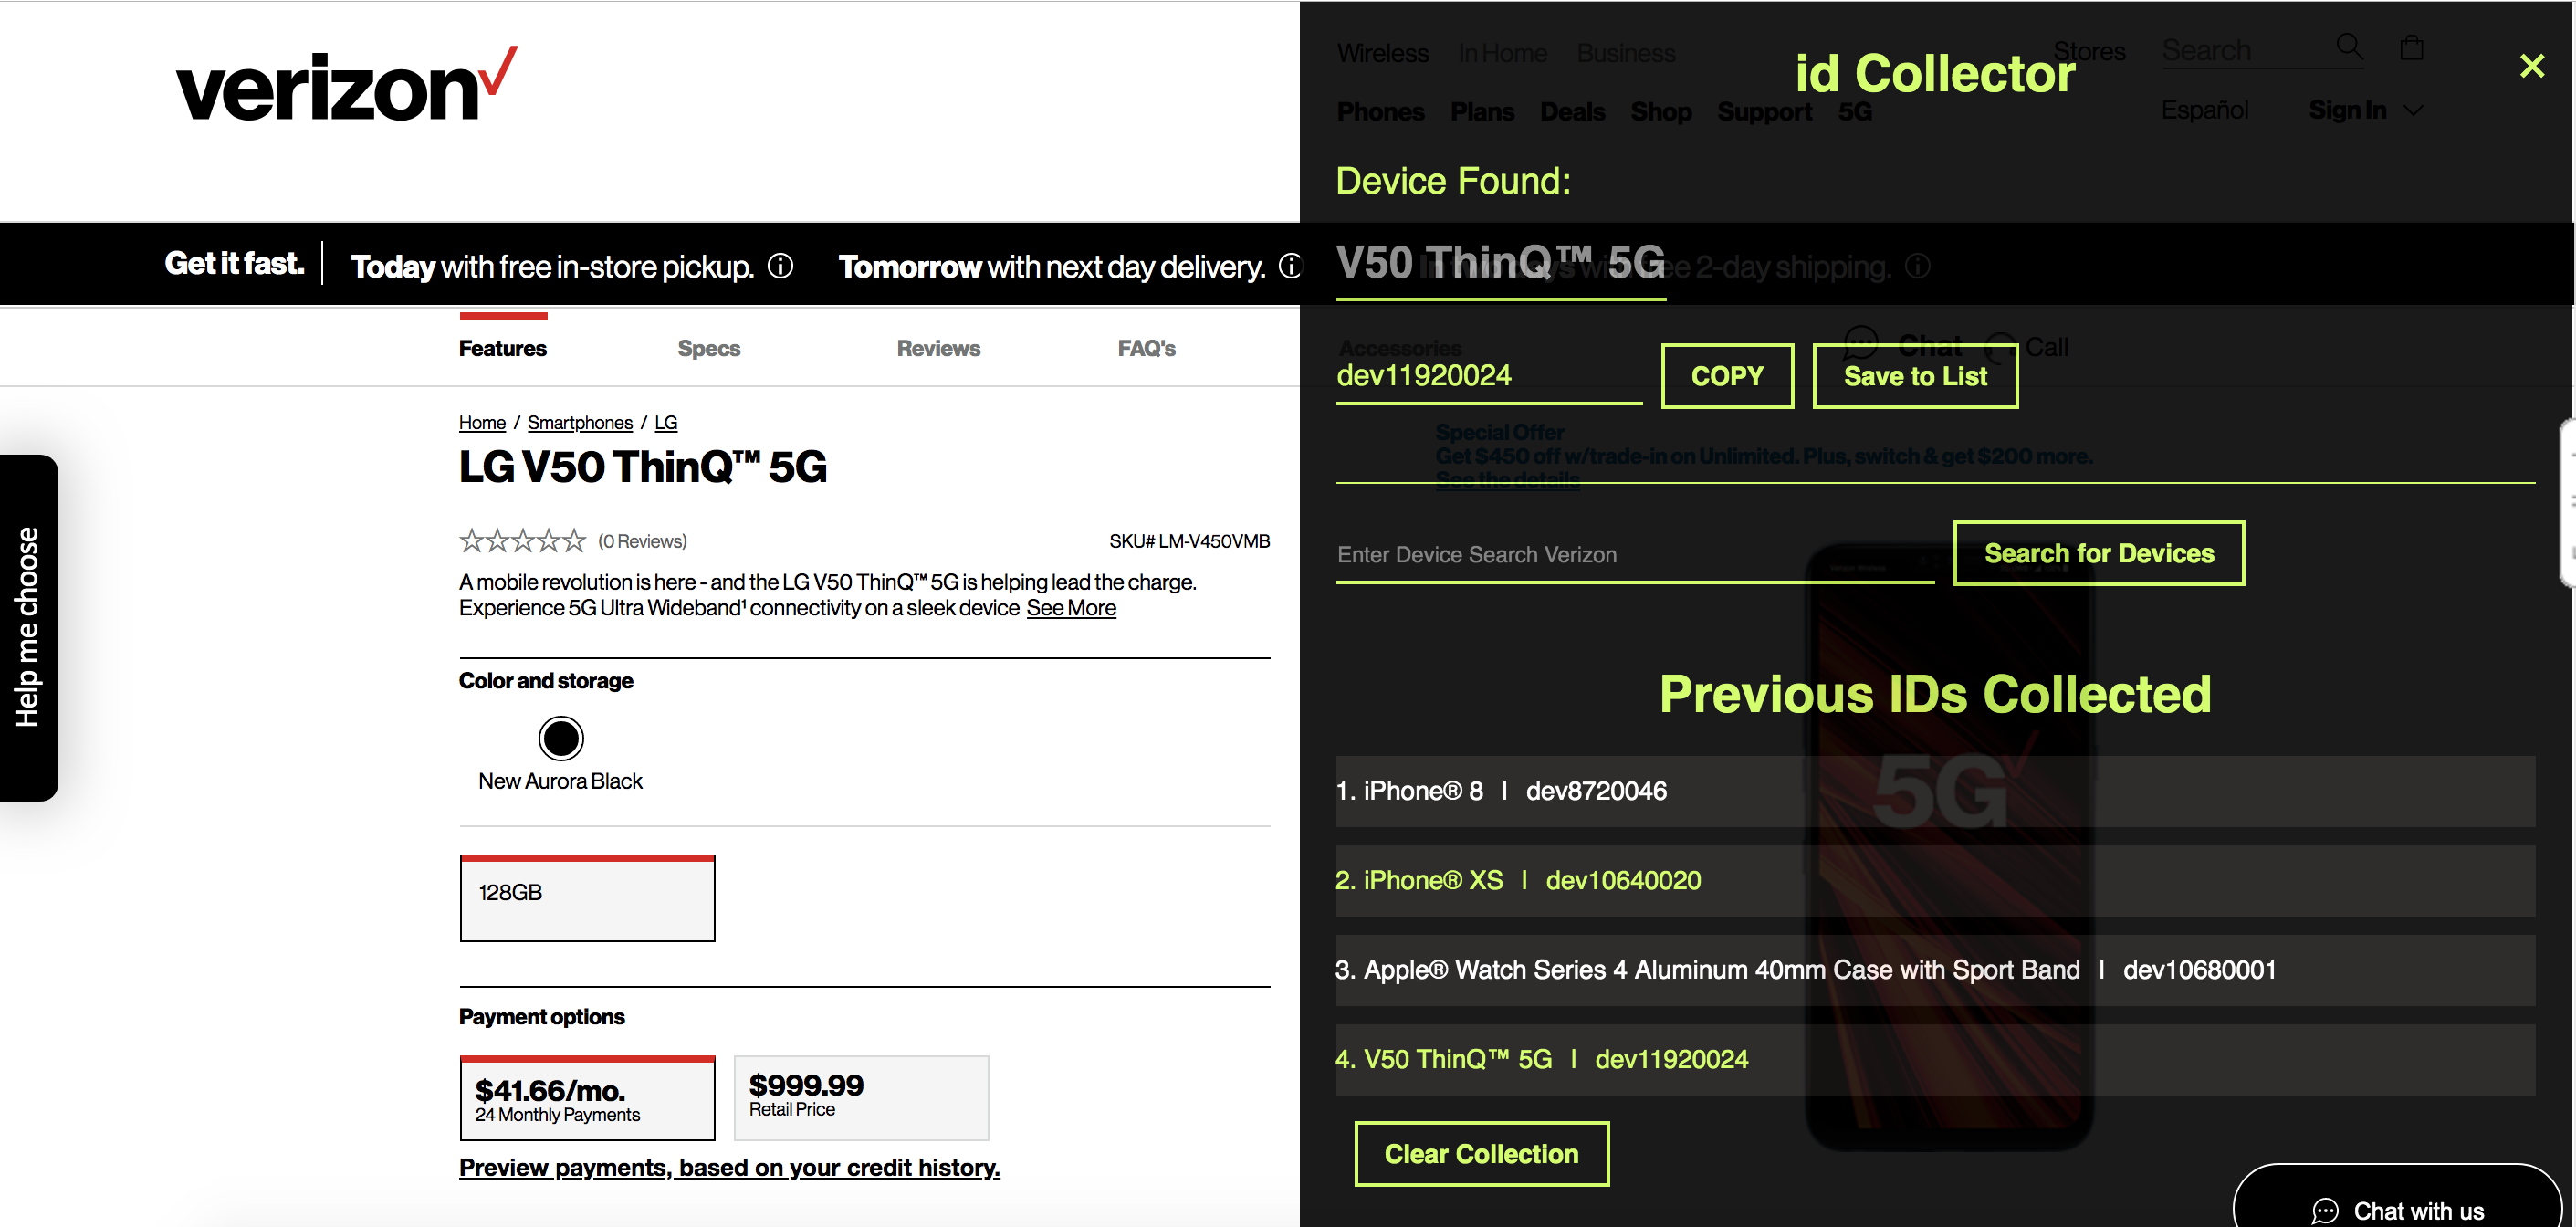 verizon
Wireless In Home Business
Stores Search
id Collector
Phones Plans Deals Shop Support 5G
Español Sign In
Device Found:
Get it fast. Today with free in-store pickup. Tomorrow with next day delivery.
V50 ThinQ™ 5G
In two days with free 2-day shipping.
Features Specs Reviews FAQ's
Accessories
Chat Call
dev11920024 COPY Save to List
Home / Smartphones / LG
LG V50 ThinQ™ 5G
Special Offer
Get $450 off w/trade-in on Unlimited. Plus, switch & get $200 more.
See the details
(0 Reviews) SKU# LM-V450VMB
Enter Device Search Verizon Search for Devices
A mobile revolution is here - and the LG V50 ThinQ™ 5G is helping lead the charge.
Experience 5G Ultra Wideband¹ connectivity on a sleek device See More
Help me choose
Color and storage
New Aurora Black
128GB
Payment options
$41.66/mo.
24 Monthly Payments
$999.99
Retail Price
Preview payments, based on your credit history.
Previous IDs Collected
5G
1. iPhone® 8 | dev8720046
2. iPhone® XS | dev10640020
3. Apple® Watch Series 4 Aluminum 40mm Case with Sport Band | dev10680001
4. V50 ThinQ™ 5G | dev11920024
Clear Collection
Chat with us